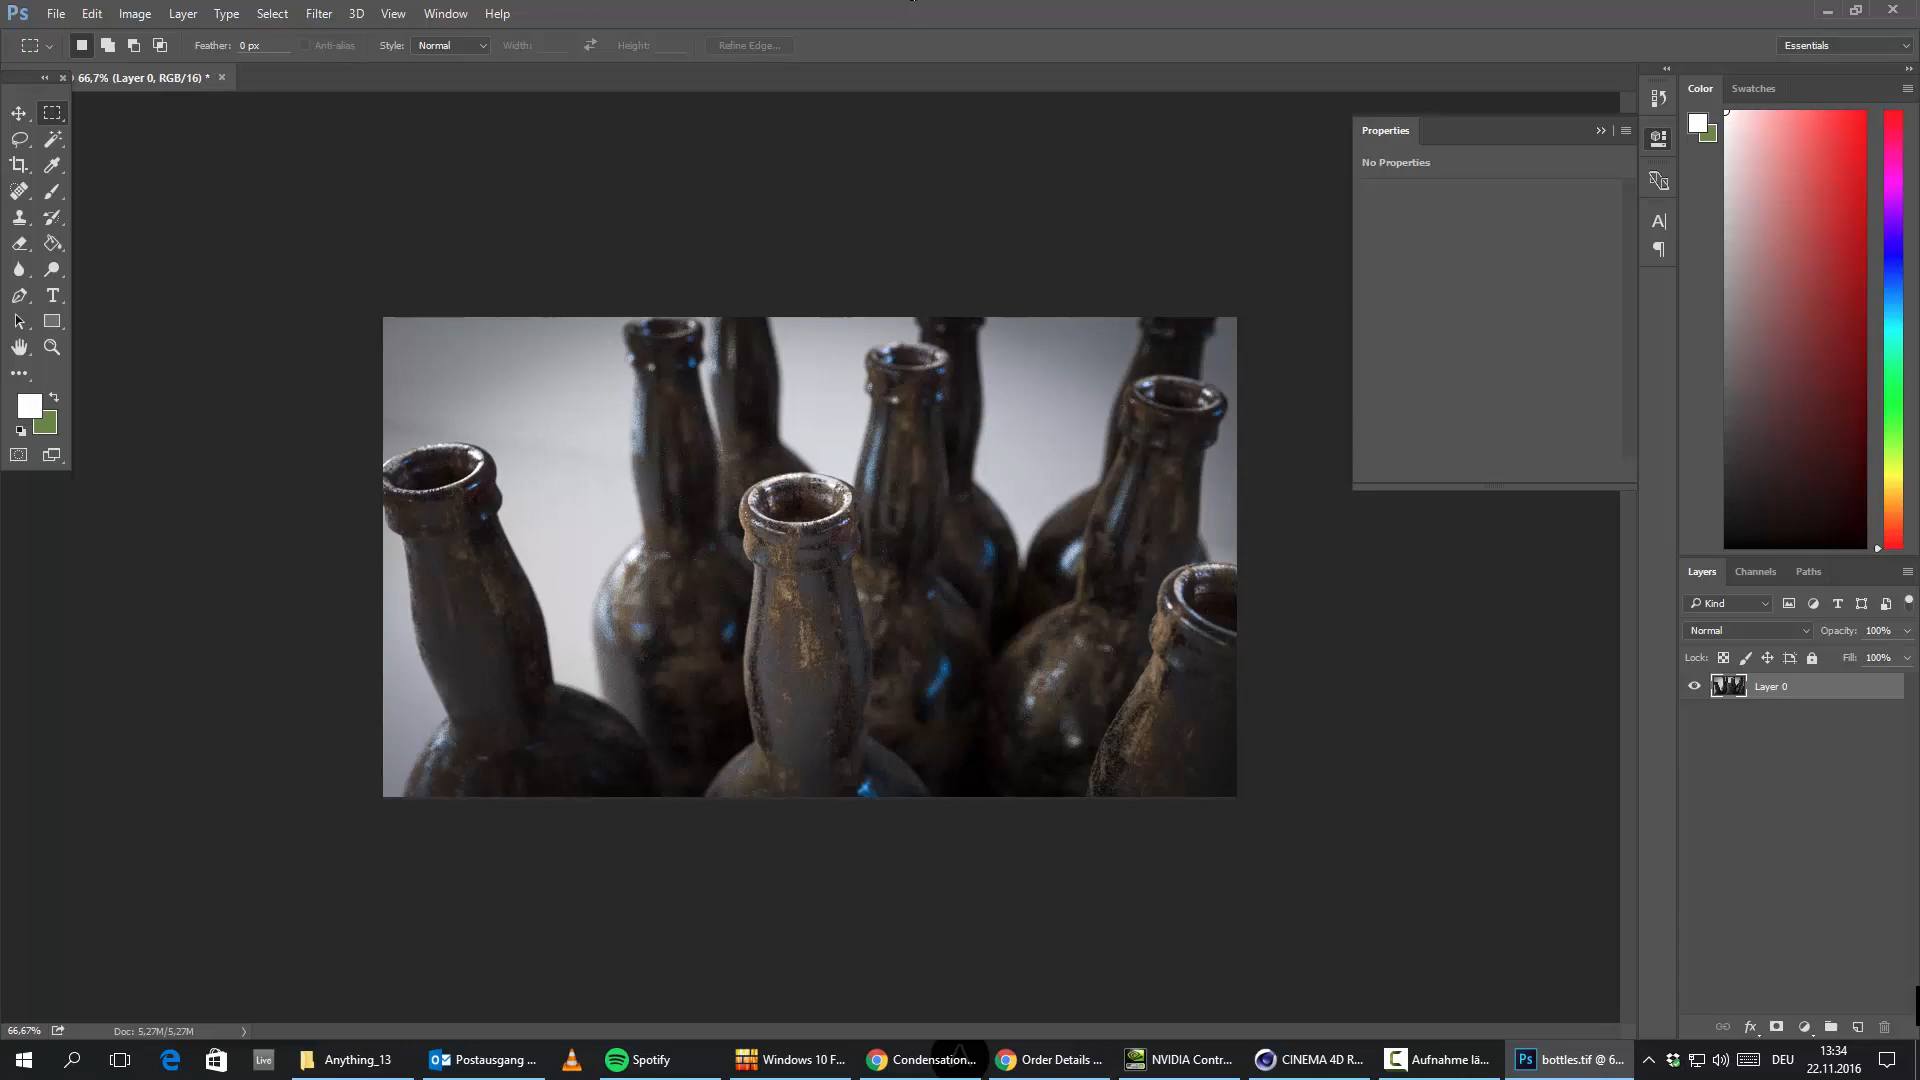 Ps File Edit Image Layer Type Select Filter 3D View Window Help
Feather: 0 px Anti-alias Style: Normal Width: Height: Refine Edge... Essentials
66,7% (Layer 0, RGB/16) *
Color Swatches
Properties
No Properties
Layers Channels Paths
Kind
Normal Opacity: 100%
Lock: Fill: 100%
Layer 0
fx
66,67% Doc: 5,27M/5,27M
Live Anything_13 Postausgang ... Spotify Windows 10 F... Condensation... Order Details ... NVIDIA Contr... CINEMA 4D R... Aufnahme lä... Ps bottles.tif @ 6... DEU 13:34
22.11.2016